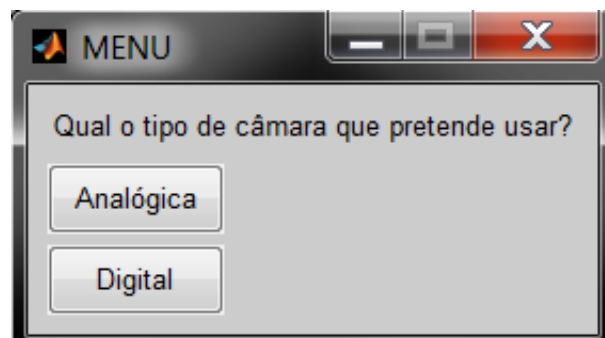 MENU
Qual o tipo de câmara que pretende usar?
Analógica
Digital